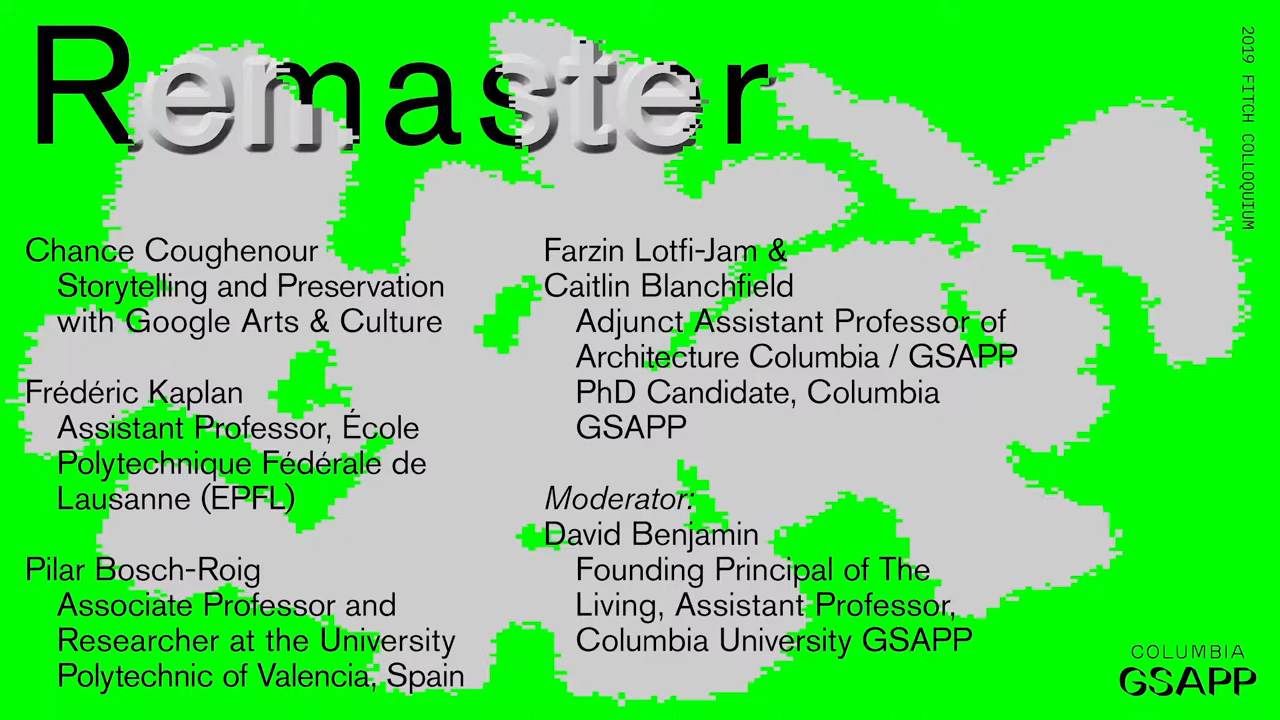 Remaster
2019 FITCH COLLOQUIUM
Chance Coughenour
Storytelling and Preservation
with Google Arts & Culture
Frédéric Kaplan
Assistant Professor, École
Polytechnique Fédérale de
Lausanne (EPFL)
Pilar Bosch-Roig
Associate Professor and
Researcher at the University
Polytechnic of Valencia, Spain
Farzin Lotfi-Jam &
Caitlin Blanchfield
Adjunct Assistant Professor of
Architecture Columbia / GSAPP
PhD Candidate, Columbia
GSAPP
Moderator:
David Benjamin
Founding Principal of The
Living, Assistant Professor,
Columbia University GSAPP
COLUMBIA
GSAPP